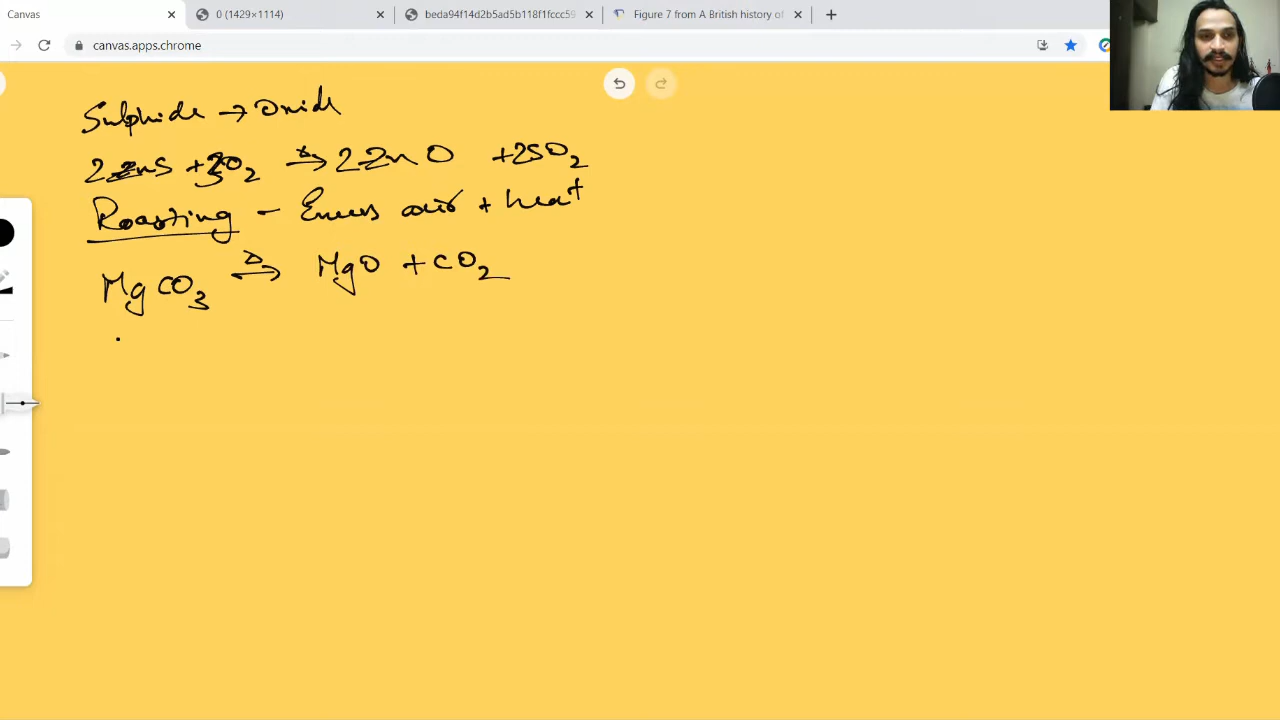 Canvas
0 (1429×1114)
beda94f14d2b5ad5b118f1fccc59
Figure 7 from A British history of
canvas.apps.chrome
Sulphide → Oxide
2ZnS + 3O2 Δ→ 2ZnO + 2SO2
Roasting - Excess air + heat
MgCO3 Δ⇌ MgO + CO2